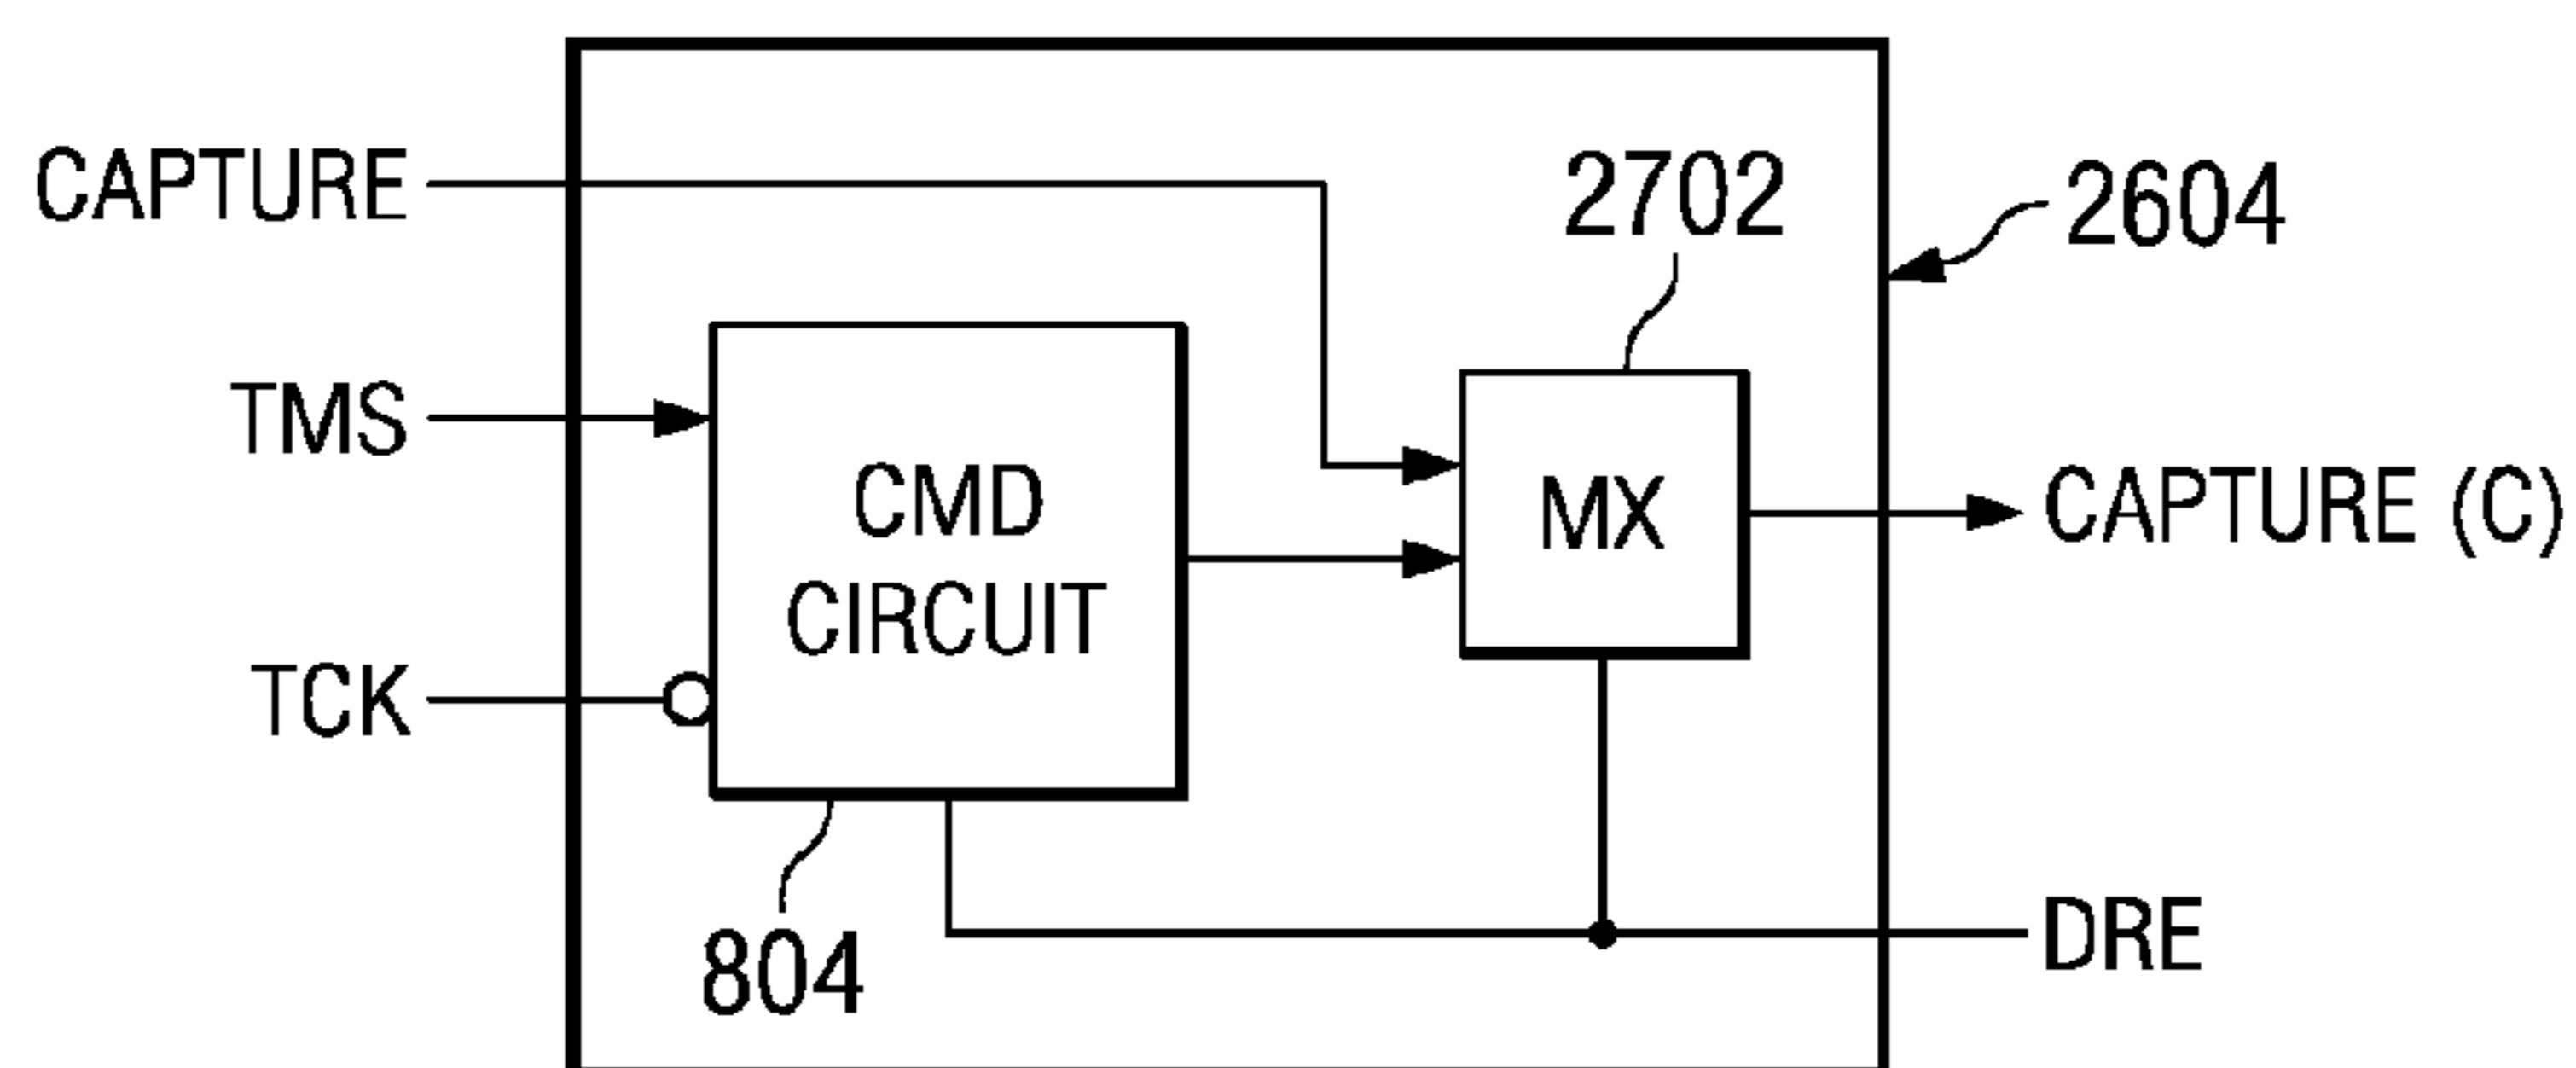 CAPTURE
2702
2604
TMS
CMD
CIRCUIT
MX
CAPTURE (C)
TCK
804
DRE